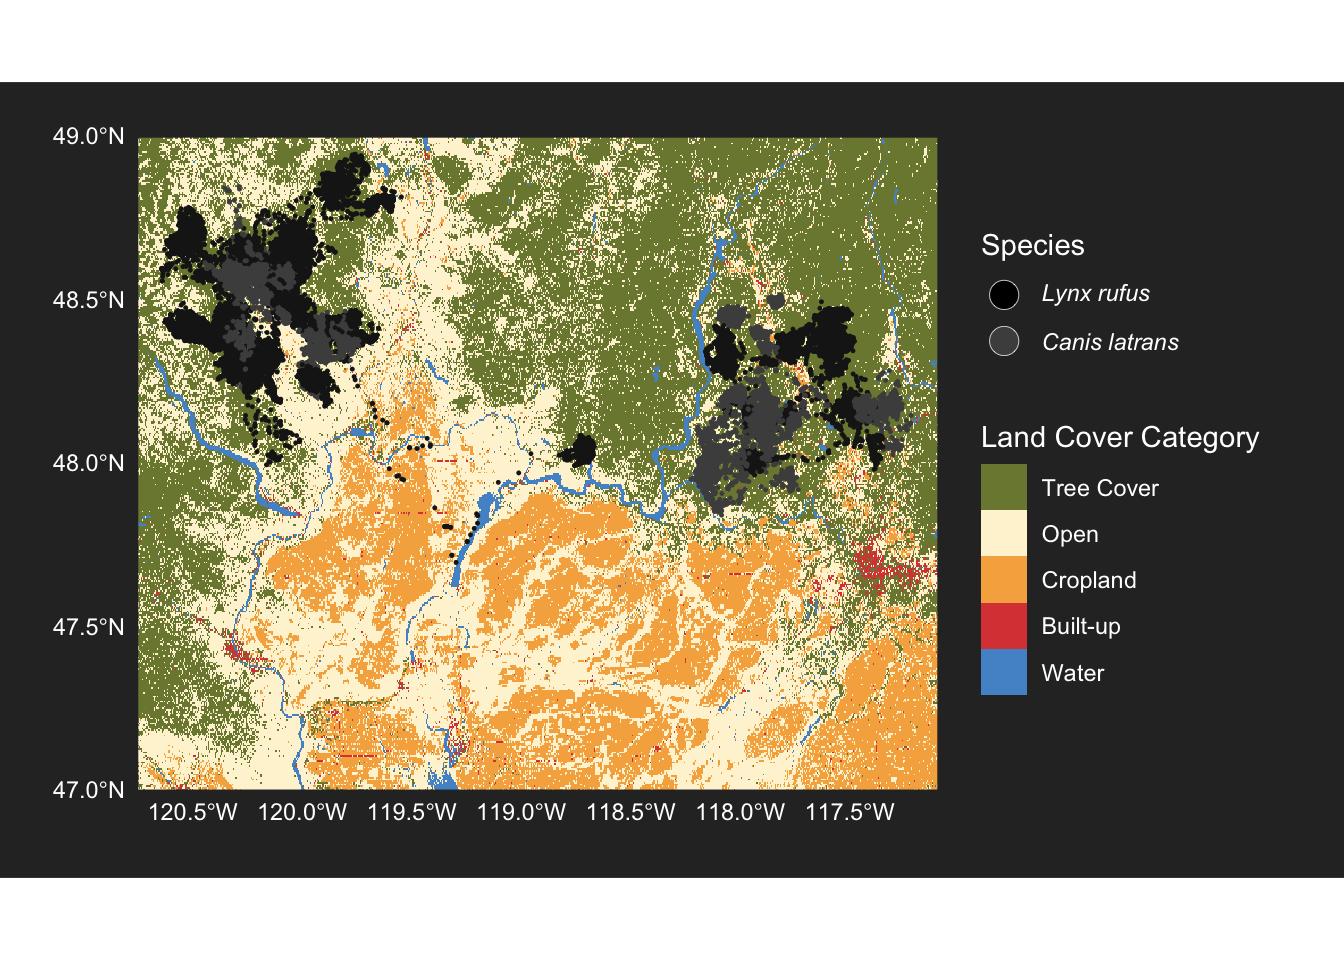 49.0°N
48.5°N
48.0°N
47.5°N
47.0°N
120.5°W 120.0°W 119.5°W 119.0°W 118.5°W 118.0°W 117.5°W
Species
Lynx rufus
Canis latrans
Land Cover Category
Tree Cover
Open
Cropland
Built-up
Water